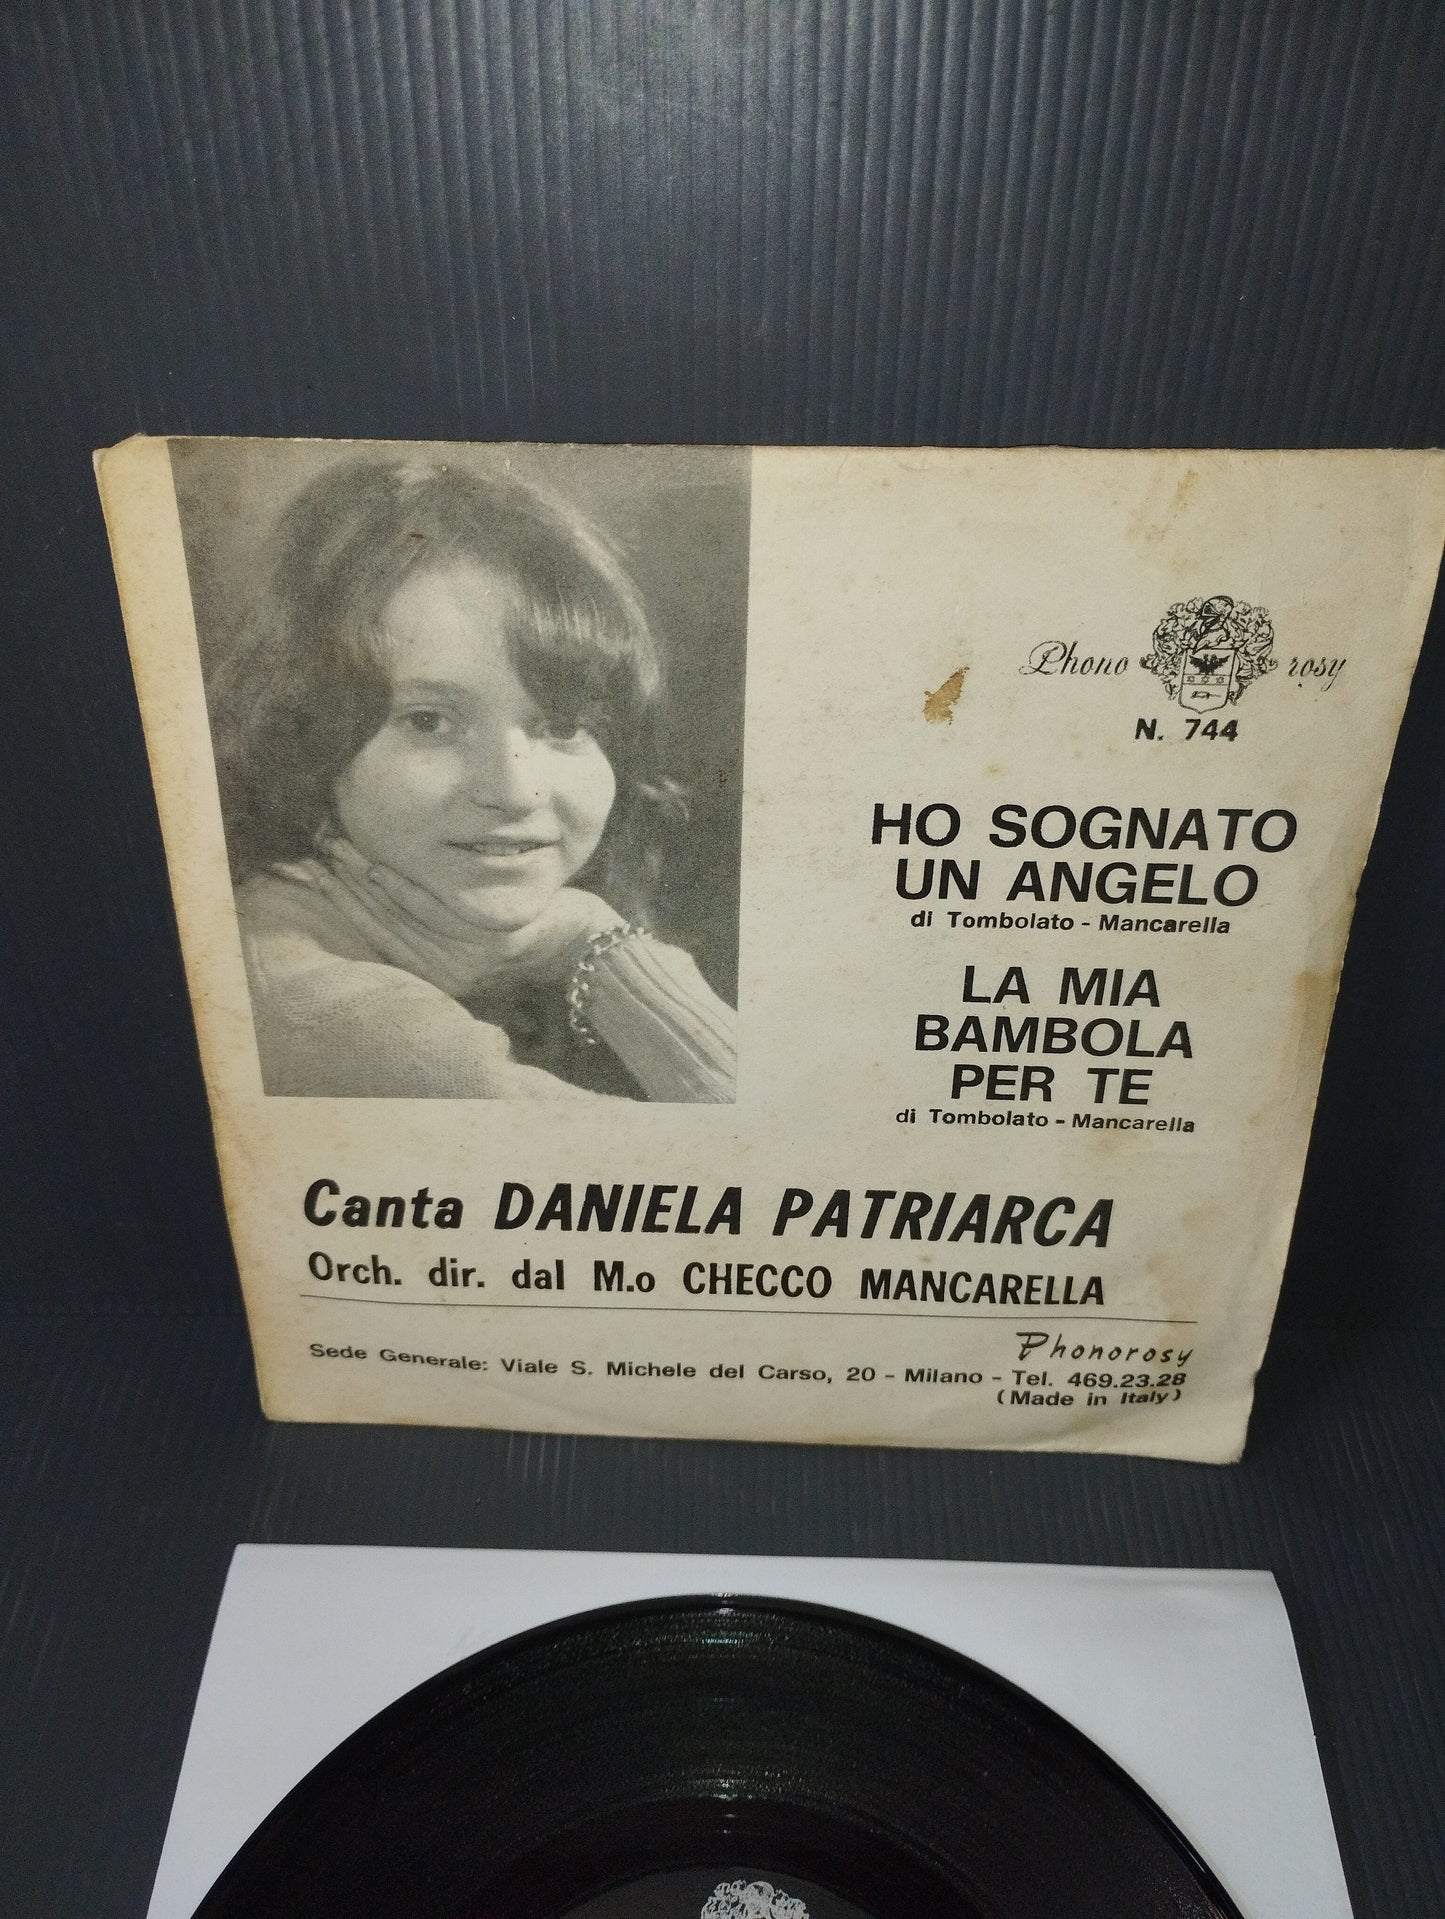 Phono rosy
N. 744
HO SOGNATO
UN ANGELO
di Tombolato - Mancarella
LA MIA
BAMBOLA
PER TE
di Tombolato - Mancarella
Canta DANIELA PATRIARCA
Orch. dir. dal M.o CHECCO MANCARELLA
Phonorosy
Sede Generale: Viale S. Michele del Carso, 20 - Milano - Tel. 469.23.28
(Made in Italy)